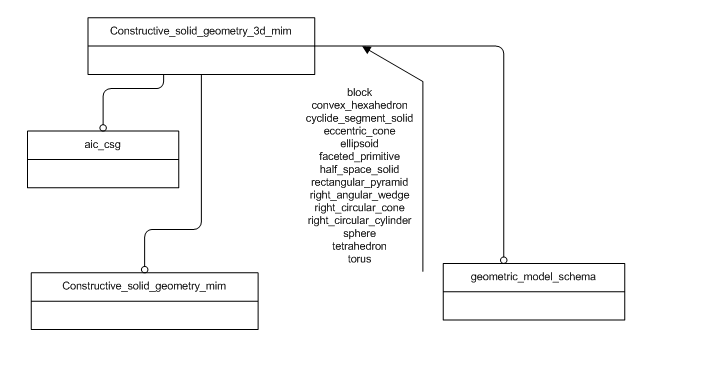 Constructive_solid_geometry_3d_mim
block
convex_hexahedron
cyclide_segment_solid
eccentric_cone
ellipsoid
faceted_primitive
half_space_solid
rectangular_pyramid
right_angular_wedge
right_circular_cone
right_circular_cylinder
sphere
tetrahedron
torus
aic_csg
Constructive_solid_geometry_mim
geometric_model_schema